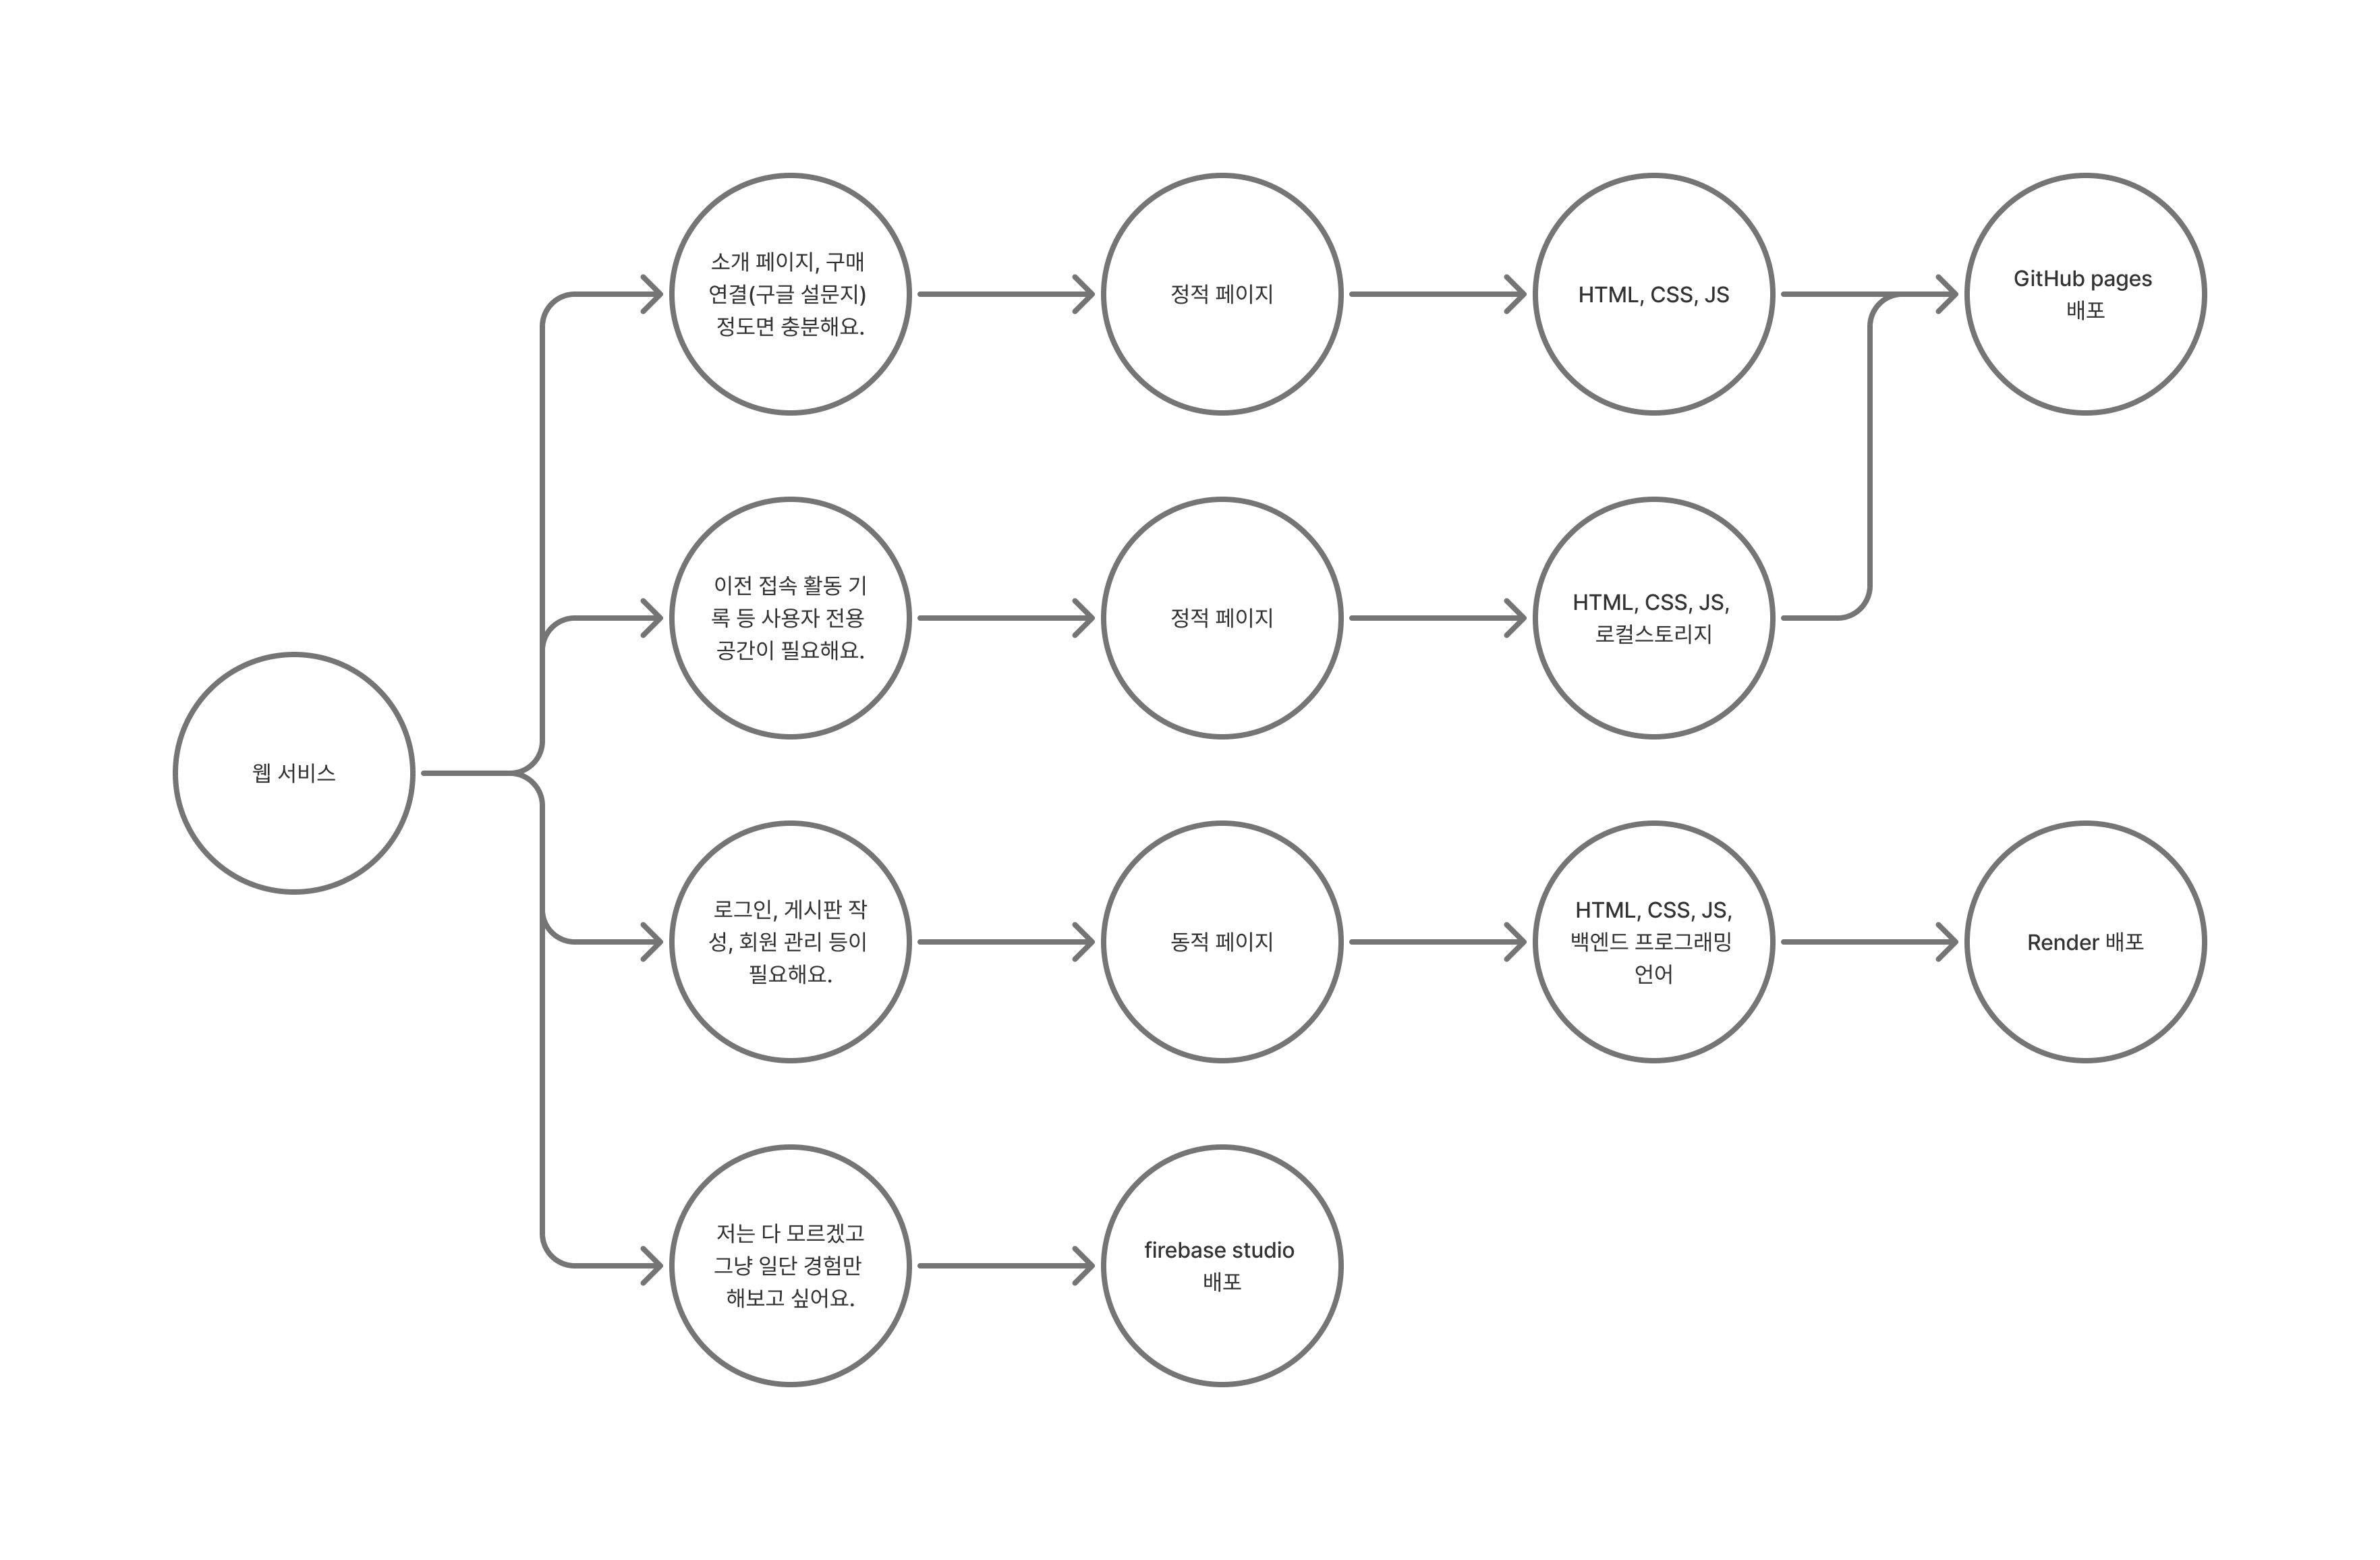 소개 페이지, 구매
연결(구글 설문지)
정도면 충분해요.
정적 페이지
HTML, CSS, JS
GitHub pages
배포
이전 접속 활동 기
록 등 사용자 전용
공간이 필요해요.
정적 페이지
HTML, CSS, JS,
로컬스토리지
웹 서비스
로그인, 게시판 작
성, 회원 관리 등이
필요해요.
동적 페이지
HTML, CSS, JS,
백엔드 프로그래밍
언어
Render 배포
저는 다 모르겠고
그냥 일단 경험만
해보고 싶어요.
firebase studio
배포